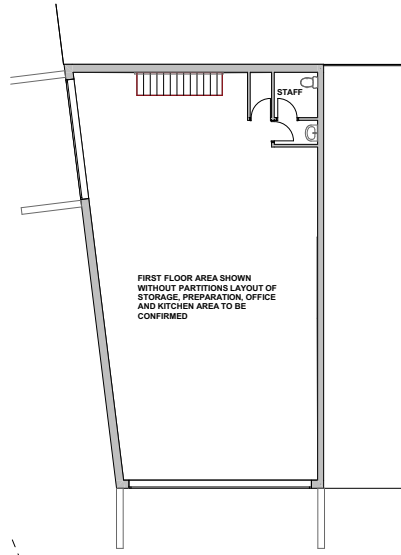 STAFF
FIRST FLOOR AREA SHOWN
WITHOUT PARTITIONS LAYOUT OF
STORAGE, PREPARATION, OFFICE
AND KITCHEN AREA TO BE
CONFIRMED